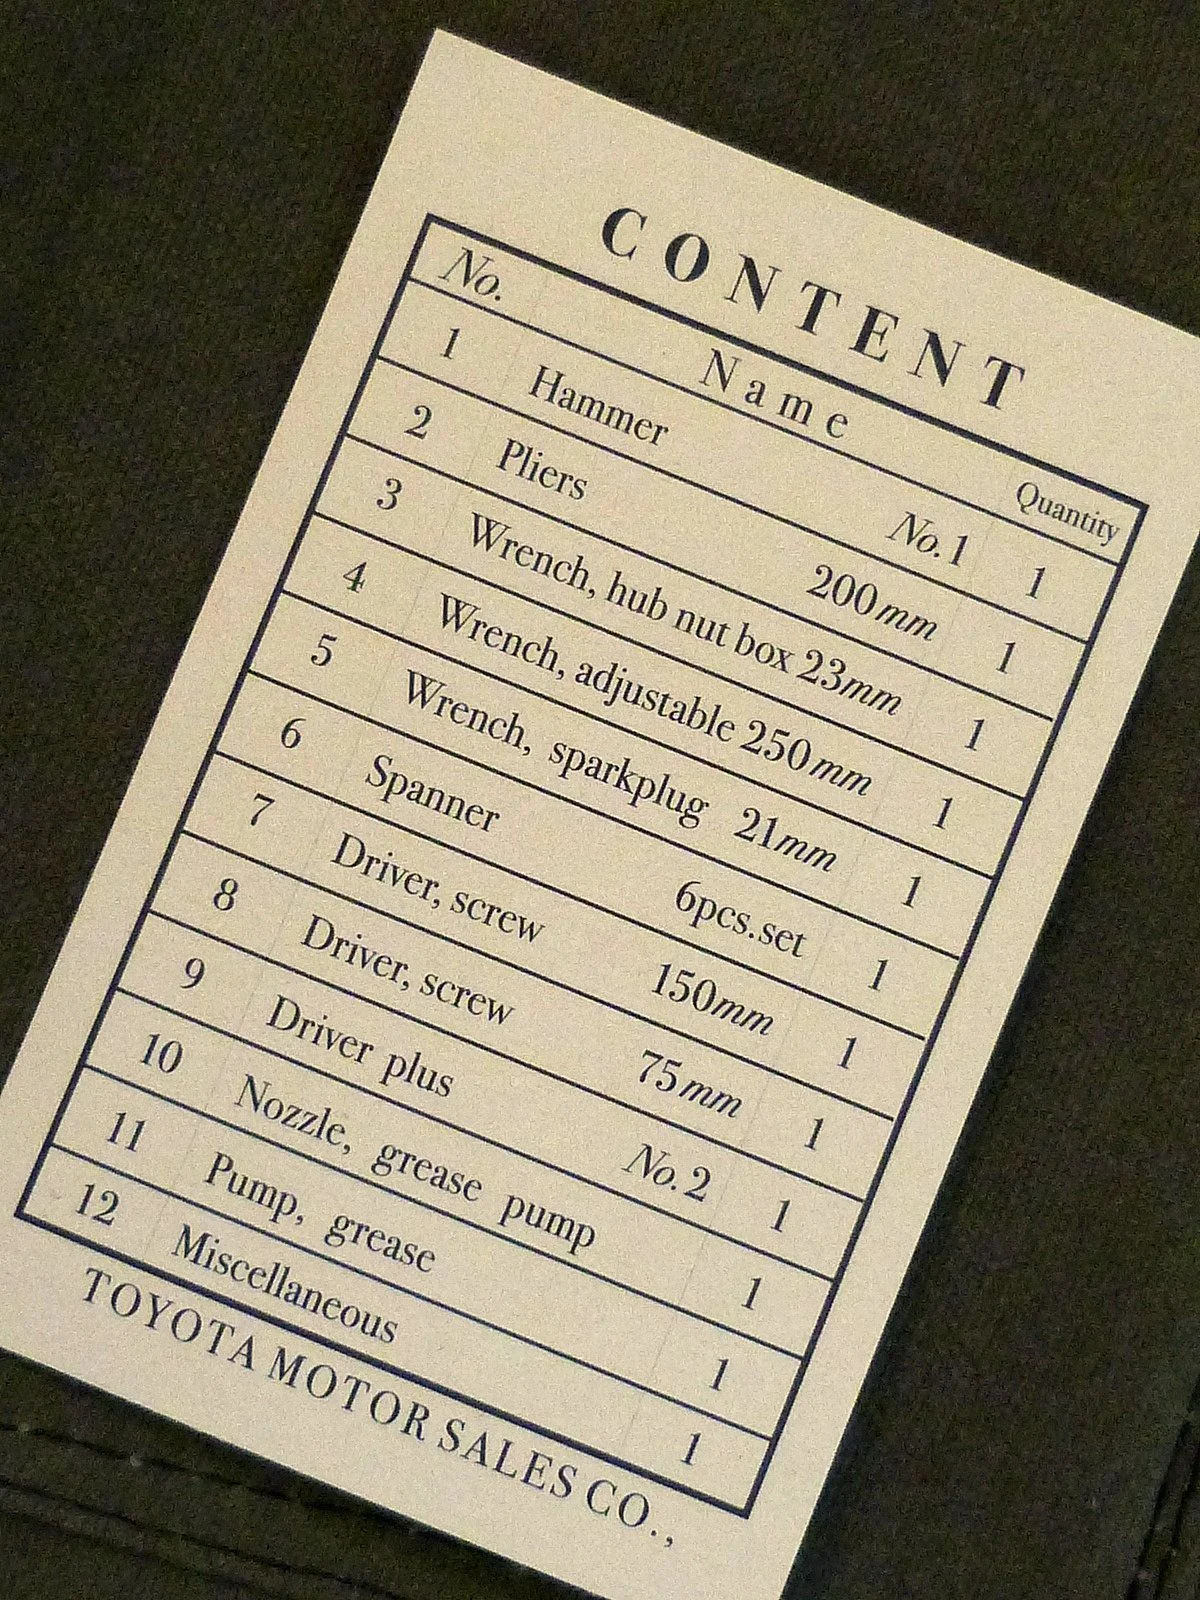 CONTENT
No. Name Quantity
1 Hammer No. 1 1
2 Pliers 200mm 1
3 Wrench, hub nut box 23mm 1
4 Wrench, adjustable 250mm 1
5 Wrench, sparkplug 21mm 1
6 Spanner 6pcs.set 1
7 Driver, screw 150mm 1
8 Driver, screw 75mm 1
9 Driver plus No. 2 1
10 Nozzle, grease pump 1
11 Pump, grease 1
12 Miscellaneous 1
TOYOTA MOTOR SALES CO.,